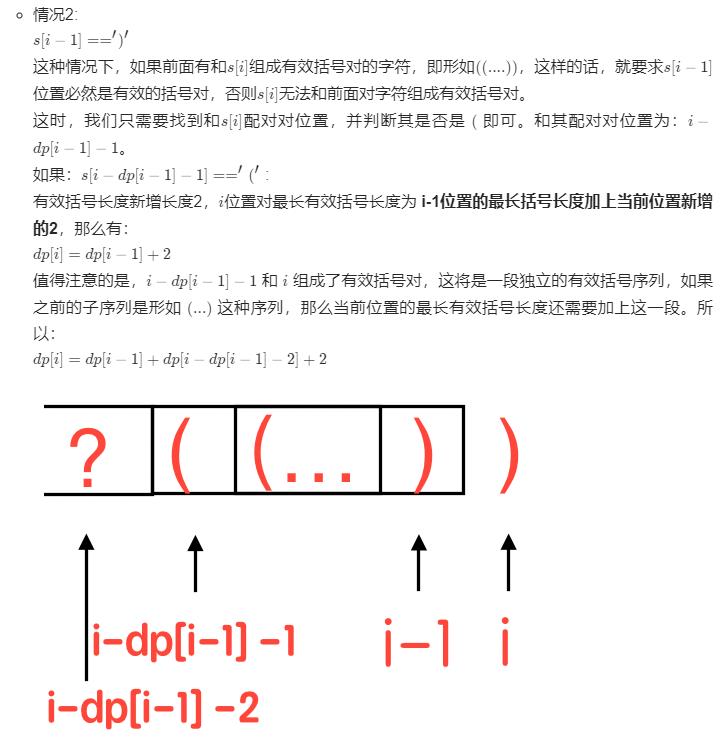 情况2:
s[i − 1] ==′)′
这种情况下，如果前面有和s[i]组成有效括号对的字符，即形如((....))，这样的话，就要求s[i − 1]
位置必然是有效的括号对，否则s[i]无法和前面对字符组成有效括号对。
这时，我们只需要找到和s[i]配对对位置，并判断其是否是 ( 即可。和其配对对位置为：i −
dp[i − 1] − 1。
如果：s[i − dp[i − 1] − 1] ==′ (′ :
有效括号长度新增长度2，i位置对最长有效括号长度为 i-1位置的最长括号长度加上当前位置新增
的2，那么有：
dp[i] = dp[i − 1] + 2
值得注意的是，i − dp[i − 1] − 1 和 i 组成了有效括号对，这将是一段独立的有效括号序列，如果
之前的子序列是形如 (...) 这种序列，那么当前位置的最长有效括号长度还需要加上这一段。所
以：
dp[i] = dp[i − 1] + dp[i − dp[i − 1] − 2] + 2
? ( (... ) )
i-dp[i-1] -1 i-1 i
i-dp[i-1] -2